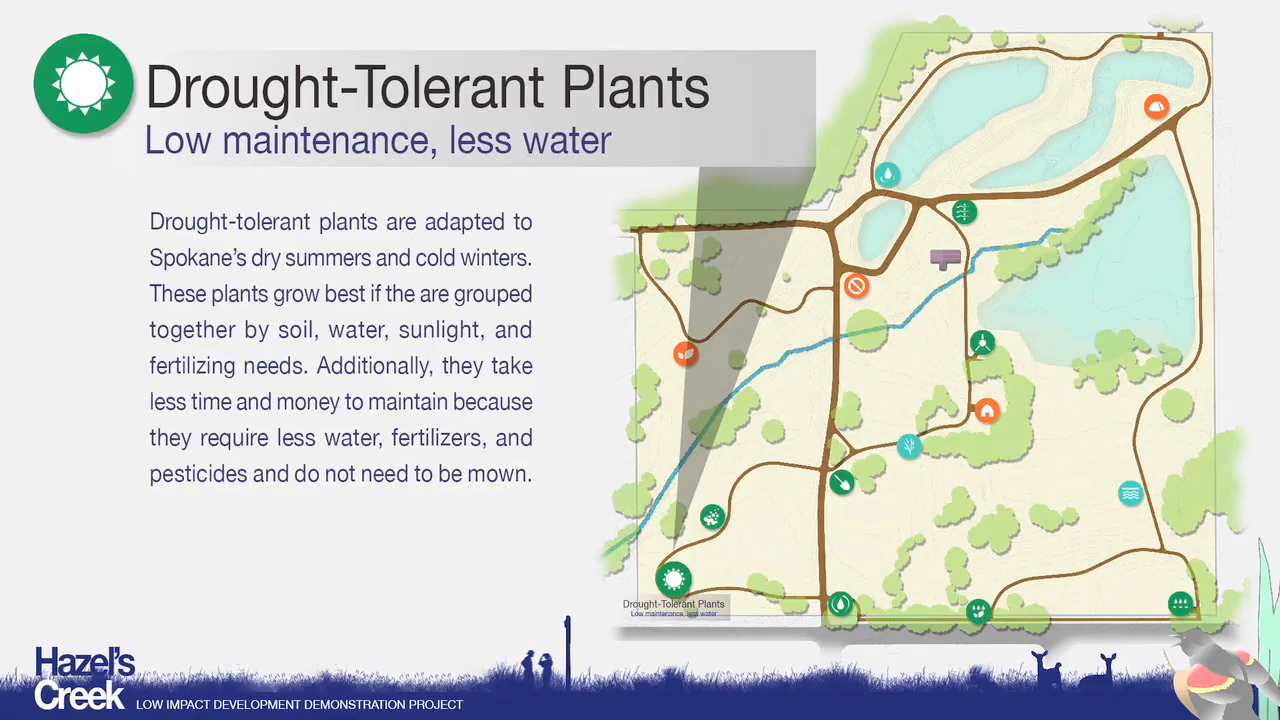 Drought-Tolerant Plants
Low maintenance, less water
Drought-tolerant plants are adapted to
Spokane's dry summers and cold winters.
These plants grow best if the are grouped
together by soil, water, sunlight, and
fertilizing needs. Additionally, they take
less time and money to maintain because
they require less water, fertilizers, and
pesticides and do not need to be mown.
Drought-Tolerant Plants
Low maintenance, less water
Hazel's
Creek
LOW IMPACT DEVELOPMENT DEMONSTRATION PROJECT